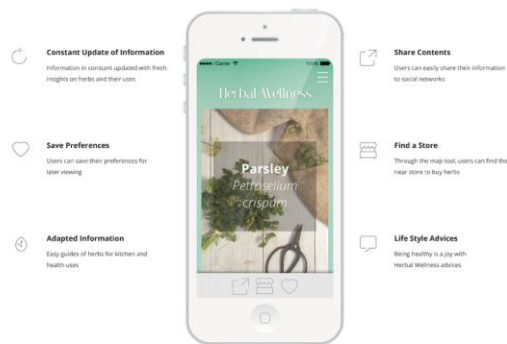 Constant Update of Information
Information in constant updated with fresh
insights on herbs and their uses
Save Preferences
Users can save their preferences for
later viewing
Adapted Information
Easy guides of herbs for kitchen and
health uses
Carrier
100%
Herbal Wellness
Parsley
Petroselium
crispum
Share Contents
Users can easily share their information
to social networks
Find a Store
Through the map tool, users can find the
near store to buy herbs
Life Style Advices
Being healthy is a joy with
Herbal Wellness advices